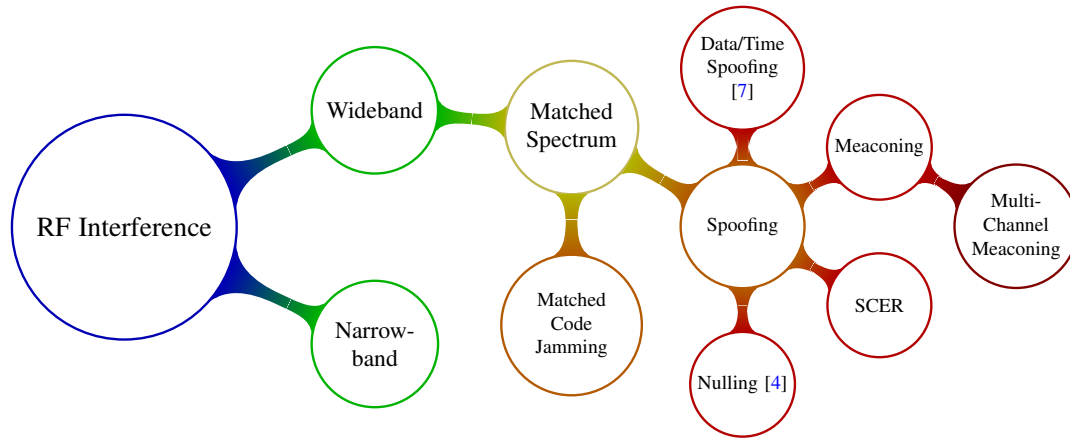 RF Interference
Wideband
Narrow-
band
Matched
Spectrum
Matched
Code
Jamming
Data/Time
Spoofing
[7]
Spoofing
Nulling [4]
Meaconing
SCER
Multi-
Channel
Meaconing